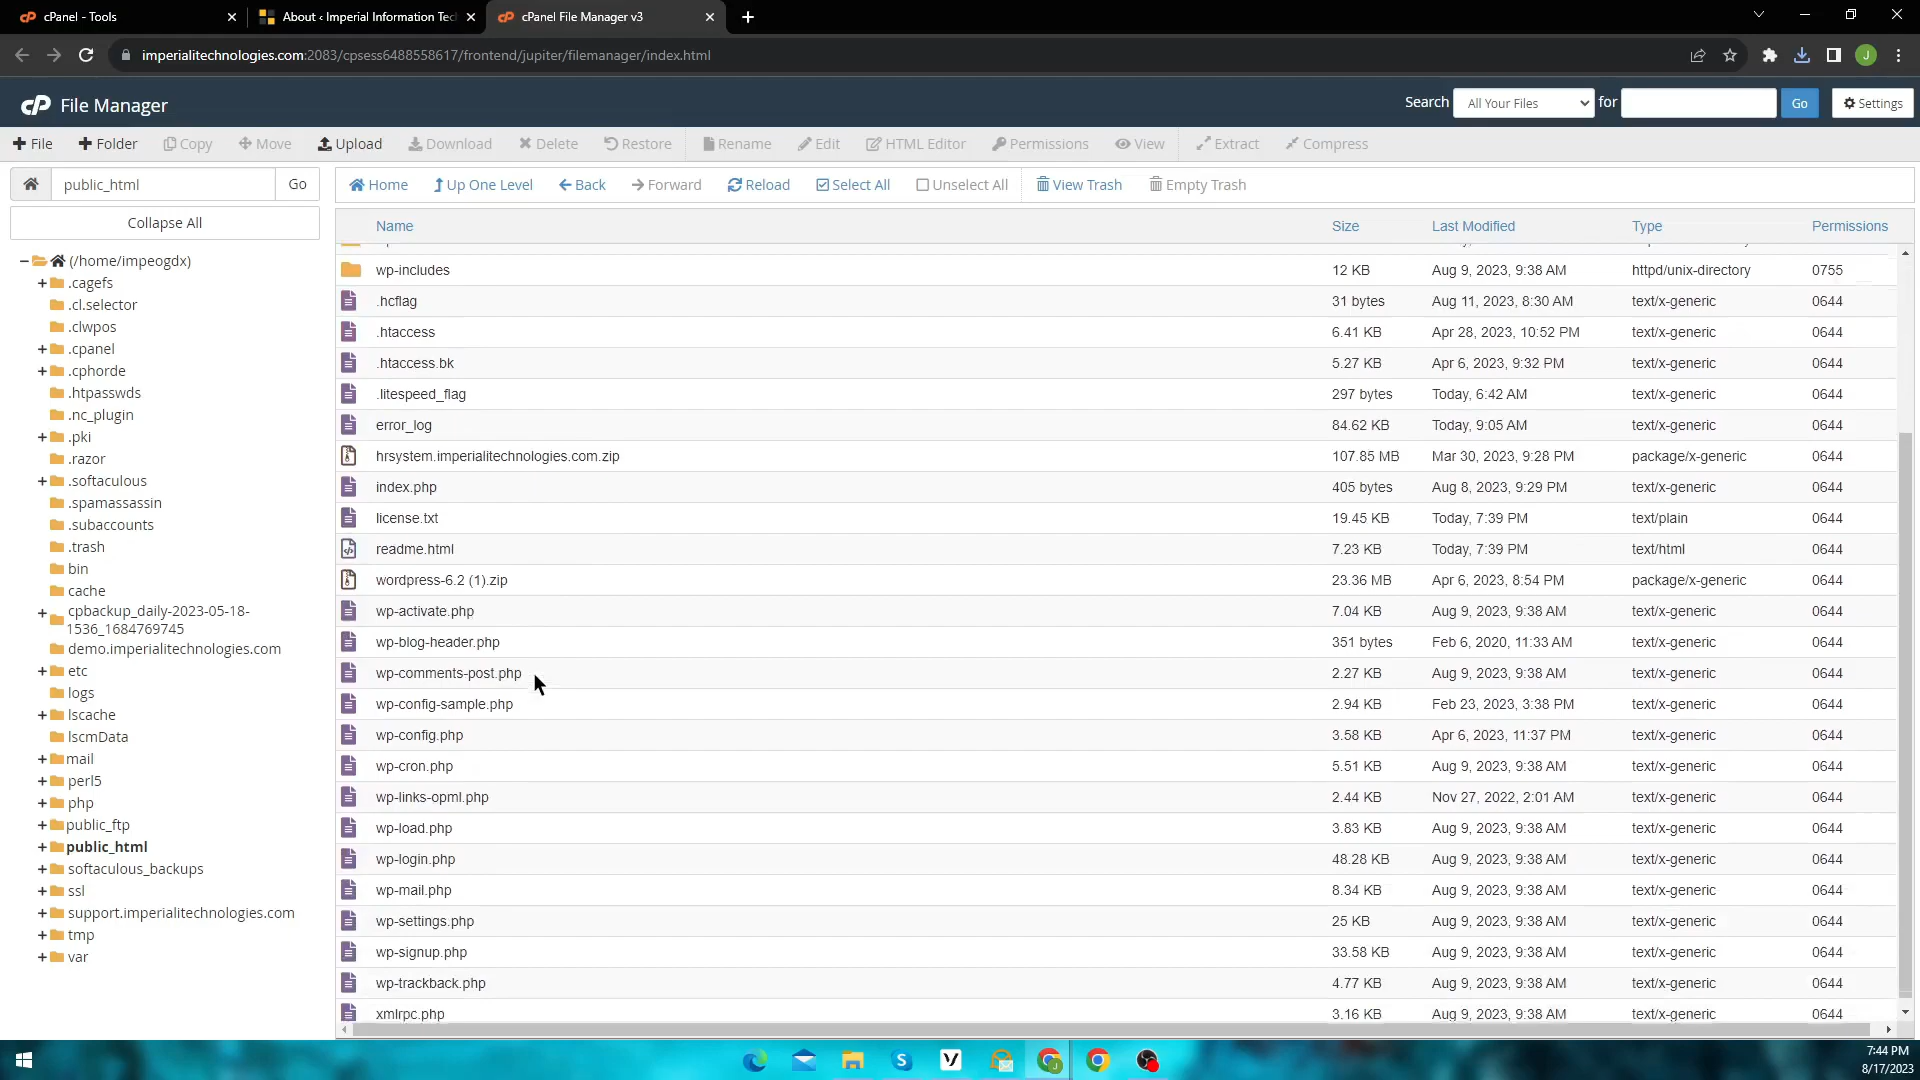 cPanel - Tools
About ‹ Imperial Information Tec
cPanel File Manager v3
imperialitechnologies.com:2083/cpsess6488558617/frontend/jupiter/filemanager/index.html
J
cP File Manager
Search All Your Files for Go Settings
File Folder Copy Move Upload Download Delete Restore Rename Edit HTML Editor Permissions View Extract Compress
public_html Go
Home Up One Level Back Forward Reload Select All Unselect All View Trash Empty Trash
Collapse All
(/home/impeogdx)
.cagefs
.cl.selector
.clwpos
.cpanel
.cphorde
.htpasswds
.nc_plugin
.pki
.razor
.softaculous
.spamassassin
.subaccounts
.trash
bin
cache
cpbackup_daily-2023-05-18-
1536_1684769745
demo.imperialitechnologies.com
etc
logs
lscache
lscmData
mail
perl5
php
public_ftp
public_html
softaculous_backups
ssl
support.imperialitechnologies.com
tmp
var
Name Size Last Modified Type Permissions
wp-includes 12 KB Aug 9, 2023, 9:38 AM httpd/unix-directory 0755
.hcflag 31 bytes Aug 11, 2023, 8:30 AM text/x-generic 0644
.htaccess 6.41 KB Apr 28, 2023, 10:52 PM text/x-generic 0644
.htaccess.bk 5.27 KB Apr 6, 2023, 9:32 PM text/x-generic 0644
.litespeed_flag 297 bytes Today, 6:42 AM text/x-generic 0644
error_log 84.62 KB Today, 9:05 AM text/x-generic 0644
hrsystem.imperialitechnologies.com.zip 107.85 MB Mar 30, 2023, 9:28 PM package/x-generic 0644
index.php 405 bytes Aug 8, 2023, 9:29 PM text/x-generic 0644
license.txt 19.45 KB Today, 7:39 PM text/plain 0644
readme.html 7.23 KB Today, 7:39 PM text/html 0644
wordpress-6.2 (1).zip 23.36 MB Apr 6, 2023, 8:54 PM package/x-generic 0644
wp-activate.php 7.04 KB Aug 9, 2023, 9:38 AM text/x-generic 0644
wp-blog-header.php 351 bytes Feb 6, 2020, 11:33 AM text/x-generic 0644
wp-comments-post.php 2.27 KB Aug 9, 2023, 9:38 AM text/x-generic 0644
wp-config-sample.php 2.94 KB Feb 23, 2023, 3:38 PM text/x-generic 0644
wp-config.php 3.58 KB Apr 6, 2023, 11:37 PM text/x-generic 0644
wp-cron.php 5.51 KB Aug 9, 2023, 9:38 AM text/x-generic 0644
wp-links-opml.php 2.44 KB Nov 27, 2022, 2:01 AM text/x-generic 0644
wp-load.php 3.83 KB Aug 9, 2023, 9:38 AM text/x-generic 0644
wp-login.php 48.28 KB Aug 9, 2023, 9:38 AM text/x-generic 0644
wp-mail.php 8.34 KB Aug 9, 2023, 9:38 AM text/x-generic 0644
wp-settings.php 25 KB Aug 9, 2023, 9:38 AM text/x-generic 0644
wp-signup.php 33.58 KB Aug 9, 2023, 9:38 AM text/x-generic 0644
wp-trackback.php 4.77 KB Aug 9, 2023, 9:38 AM text/x-generic 0644
xmlrpc.php 3.16 KB Aug 9, 2023, 9:38 AM text/x-generic 0644
7:44 PM
8/17/2023